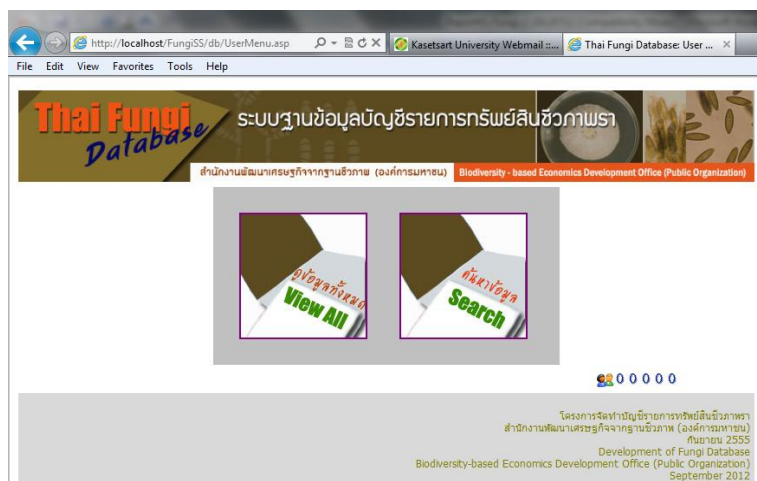 http://localhost/FungiSS/db/UserMenu.asp
Kasetsart University Webmail ::...
Thai Fungi Database: User ...
File Edit View Favorites Tools Help
Thai Fungi
Database
ระบบฐานข้อมูลบัญชีรายการทรัพย์สินชีวภาพรา
สำนักงานพัฒนาเศรษฐกิจจากฐานชีวภาพ (องค์การมหาชน)
Biodiversity - based Economics Development Office (Public Organization)
ดูข้อมูลทั้งหมด
View All
ค้นหาข้อมูล
Search
0 0 0 0 0
โครงการจัดทำบัญชีรายการทรัพย์สินชีวภาพรา
สำนักงานพัฒนาเศรษฐกิจจากฐานชีวภาพ (องค์การมหาชน)
กันยายน 2555
Development of Fungi Database
Biodiversity-based Economics Development Office (Public Organization)
September 2012